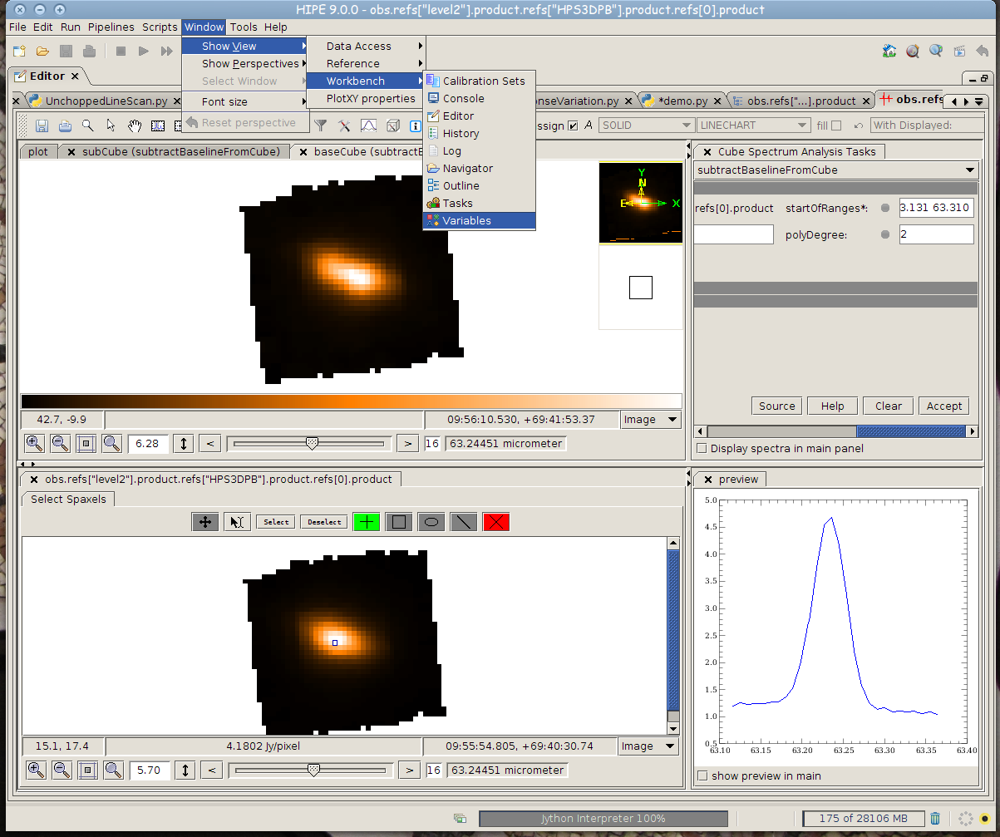 HIPE 9.0.0 - obs.refs["level2"].product.refs["HPS3DPB"].product.refs[0].product
File Edit Run Pipelines Scripts Window Tools Help
Show View
Show Perspectives
Select Window
Font size
Reset perspective
Data Access
Reference
Workbench
PlotXY properties
Calibration Sets
Console
Editor
History
Log
Navigator
Outline
Tasks
Variables
Editor
UnchoppedLineScan.py
nseVariation.py
*demo.py
obs.refs["...].product
obs.refs
ssign
A
SOLID
LINECHART
fill
With Displayed:
plot
subCube (subtractBaselineFromCube)
baseCube (subtractB
Y
N
E
X
42.7, -9.9
09:56:10.530, +69:41:53.37
Image
6.28
<
>
16
63.24451 micrometer
Cube Spectrum Analysis Tasks
subtractBaselineFromCube
refs[0].product
startOfRanges*:
3.131 63.310
polyDegree:
2
Source
Help
Clear
Accept
Display spectra in main panel
obs.refs["level2"].product.refs["HPS3DPB"].product.refs[0].product
Select Spaxels
Select
Deselect
15.1, 17.4
4.1802 Jy/pixel
09:55:54.805, +69:40:30.74
Image
5.70
<
>
16
63.24451 micrometer
preview
5.0
4.5
4.0
3.5
3.0
2.5
2.0
1.5
1.0
0.5
63.10 63.15 63.20 63.25 63.30 63.35 63.40
show preview in main
Jython Interpreter 100%
175 of 28106 MB